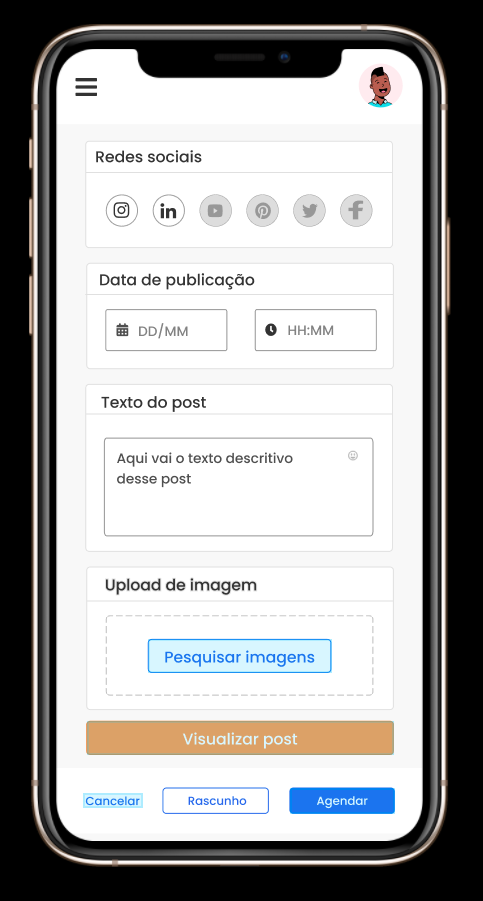 Redes sociais
Data de publicação
DD/MM
HH:MM
Texto do post
Aqui vai o texto descritivo
desse post
Upload de imagem
Pesquisar imagens
Visualizar post
Cancelar
Rascunho
Agendar